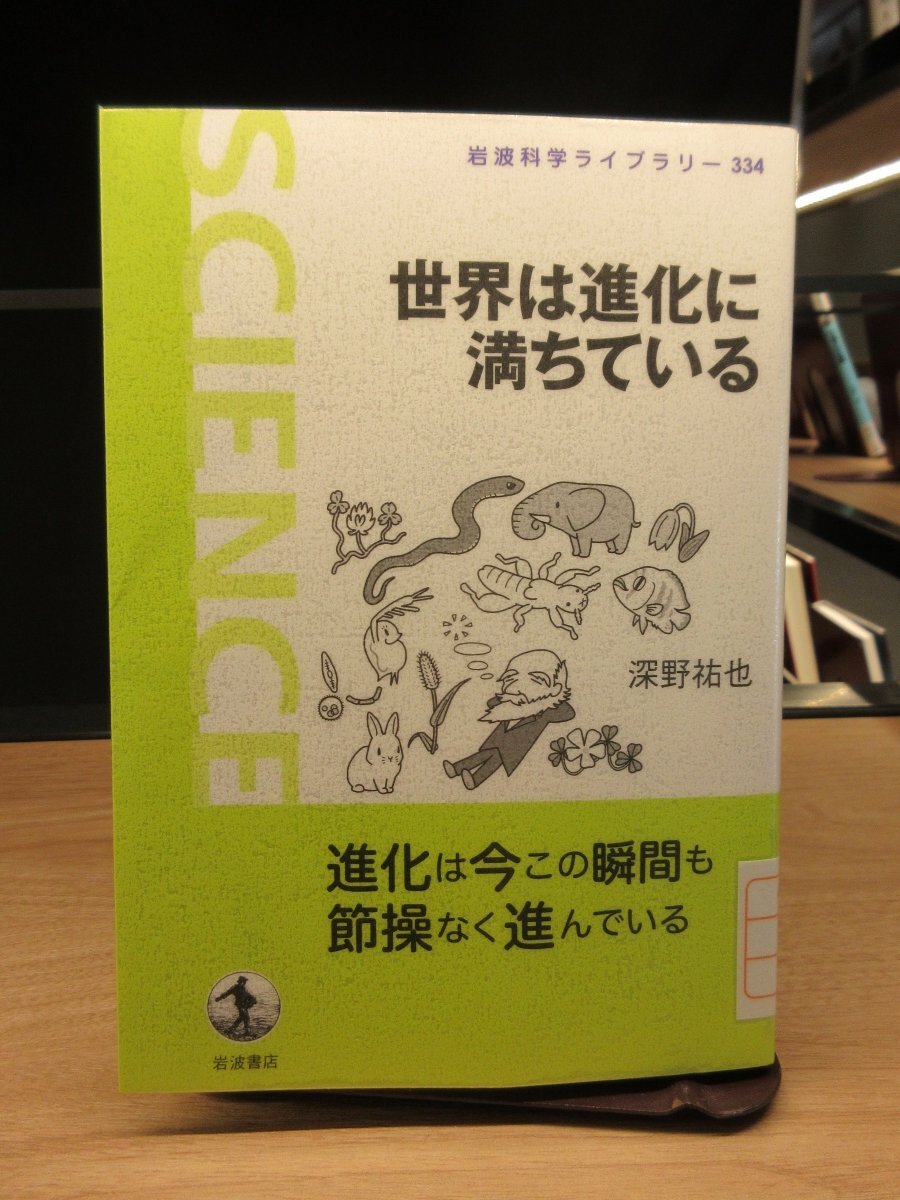 SCIENCE
岩波科学ライブラリー 334
世界は進化に
満ちている
深野祐也
進化は今この瞬間も
節操なく進んでいる
岩波書店